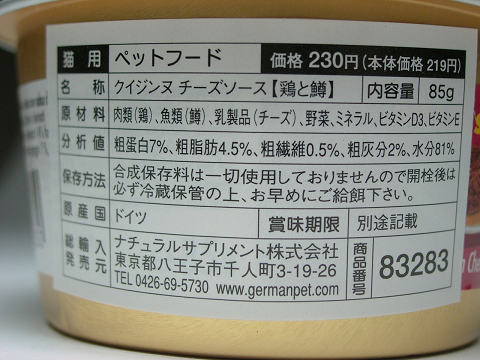 猫用 ペットフード 価格 230円(本体価格 219円)
名称 クイジンヌ チーズソース【鶏と鱒】 内容量 85g
原材料 肉類(鶏)、魚類(鱒)、乳製品(チーズ)、野菜、ミネラル、ビタミンD3、ビタミンE
分析値 粗蛋白7%、粗脂肪4.5%、粗繊維0.5%、粗灰分2%、水分81%
保存方法 合成保存料は一切使用しておりませんので開栓後は
必ず冷蔵保管の上、お早めにご給餌下さい。
原産国 ドイツ 賞味期限 別途記載
総輸入発売元 ナチュラルサプリメント株式会社
東京都八王子市千人町3-19-26
TEL 0426-69-5730 www.germanpet.com
商品番号 83283